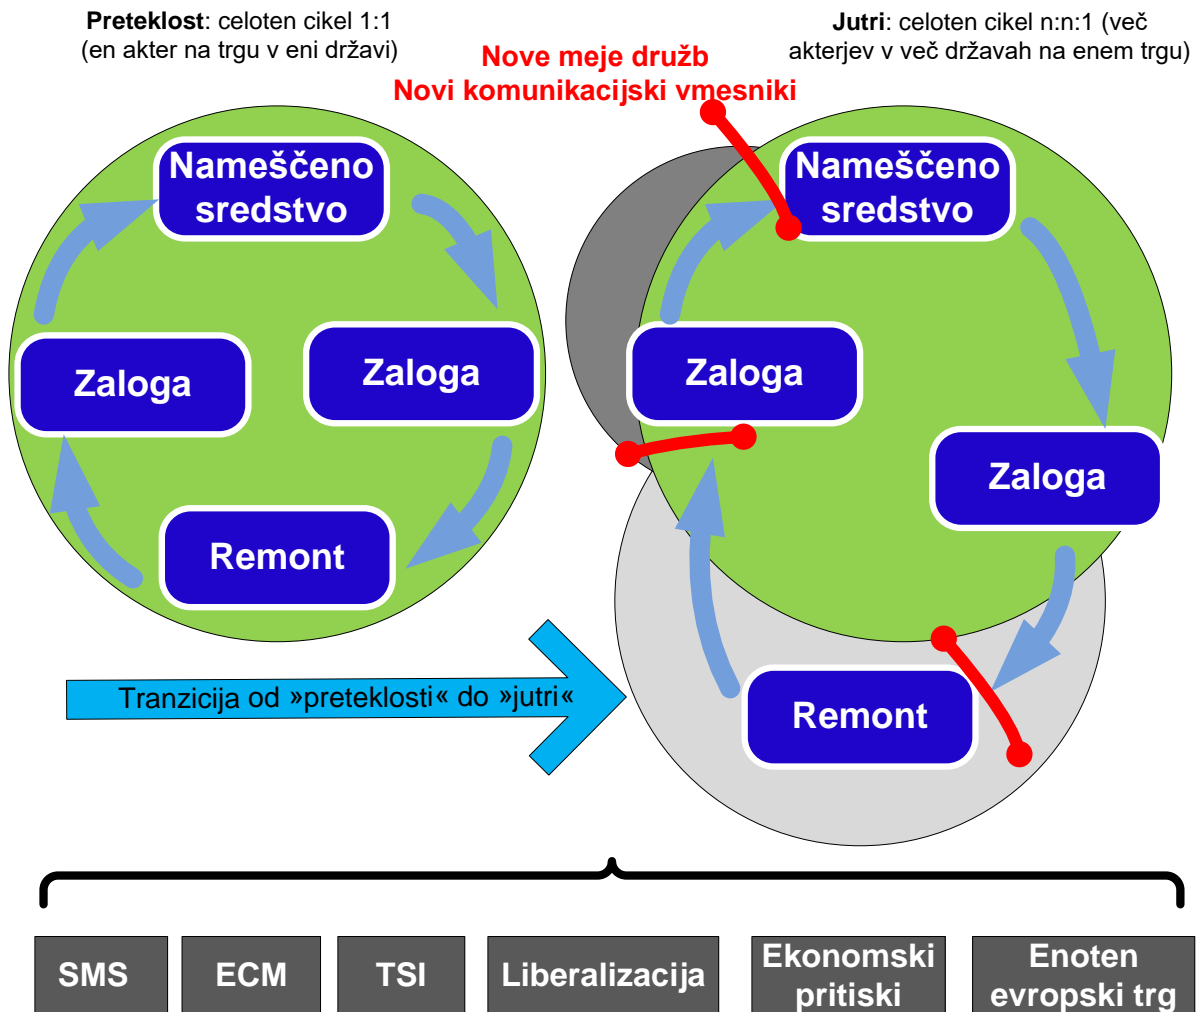 Preteklost: celoten cikel 1:1
(en akter na trgu v eni državi)
Jutri: celoten cikel n:n:1 (več
akterjev v več državah na enem trgu)
Nove meje družb
Novi komunikacijski vmesniki
Nameščeno
sredstvo
Zaloga
Zaloga
Remont
Nameščeno
sredstvo
Zaloga
Zaloga
Remont
Tranzicija od »preteklosti« do »jutri«
SMS
ECM
TSI
Liberalizacija
Ekonomski
pritiski
Enoten
evropski trg